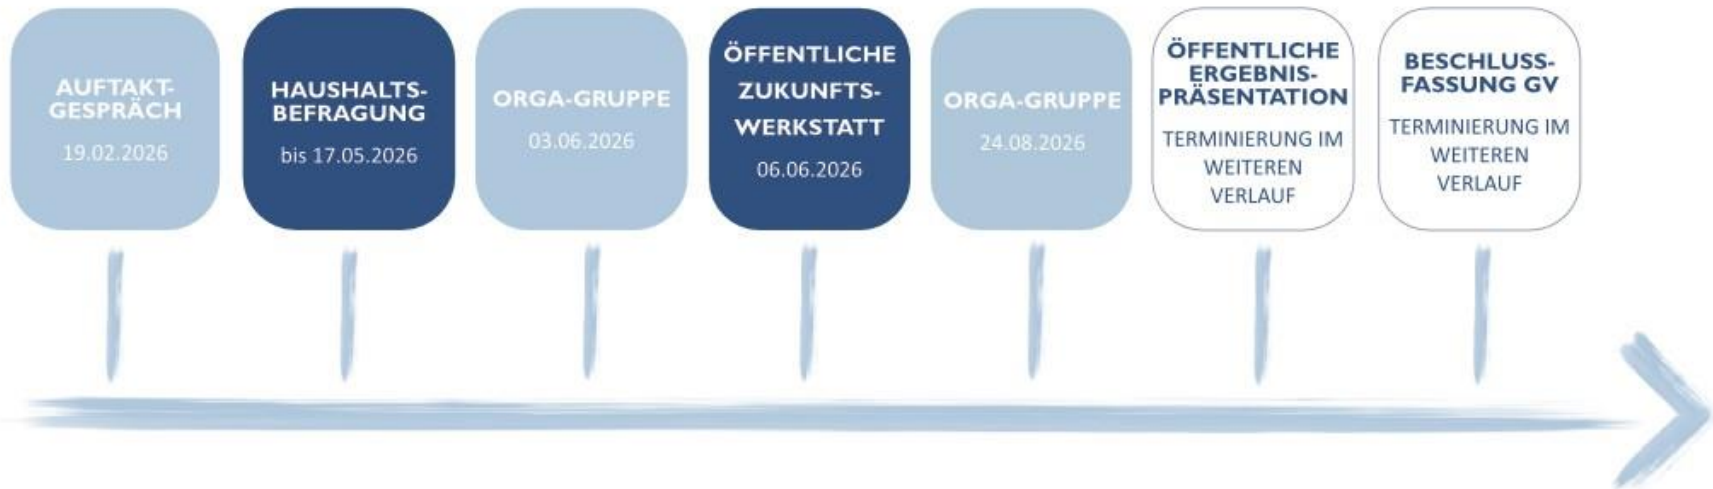 AUFTAKT-
GESPRÄCH
19.02.2026
HAUSHALTS-
BEFRAGUNG
bis 17.05.2026
ORGA-GRUPPE
03.06.2026
ÖFFENTLICHE
ZUKUNFTS-
WERKSTATT
06.06.2026
ORGA-GRUPPE
24.08.2026
ÖFFENTLICHE
ERGEBNIS-
PRÄSENTATION
TERMINIERUNG IM
WEITEREN
VERLAUF
BESCHLUSS-
FASSUNG GV
TERMINIERUNG IM
WEITEREN
VERLAUF